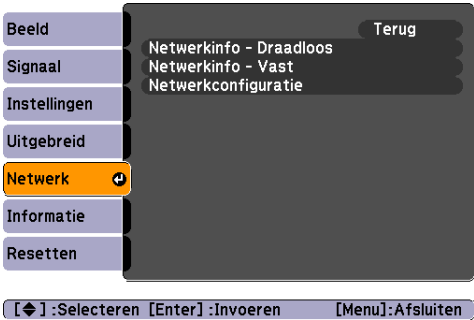 Beeld
Signaal
Instellingen
Uitgebreid
Netwerk
Informatie
Resetten
Terug
Netwerkinfo - Draadloos
Netwerkinfo - Vast
Netwerkconfiguratie
[◆] :Selecteren [Enter] :Invoeren [Menu]:Afsluiten